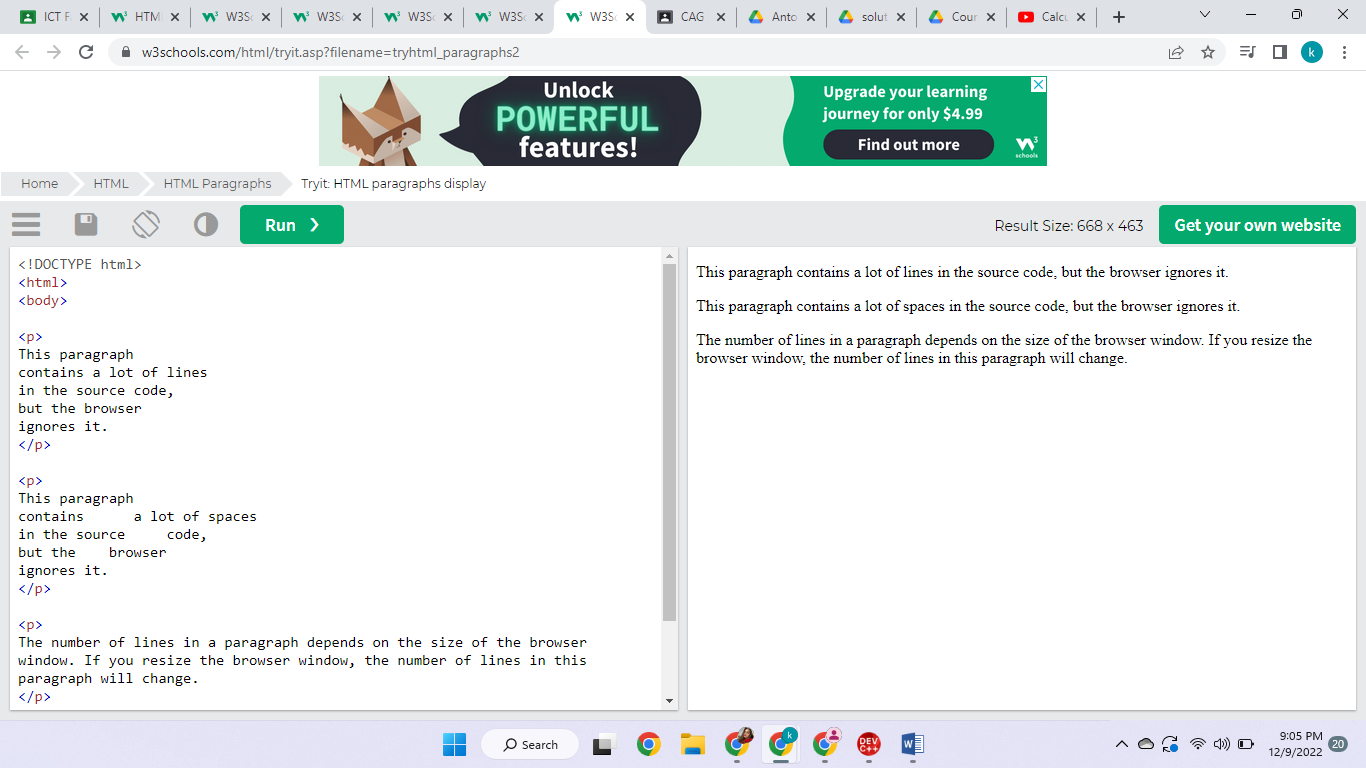 ICT F
HTM
W3S
W3S
W3S
W3S
W3S
CAG
Anto
solut
Cour
Calcu
w3schools.com/html/tryit.asp?filename=tryhtml_paragraphs2
k
Unlock
POWERFUL
features!
Upgrade your learning
journey for only $4.99
Find out more
W3
schools
Home
HTML
HTML Paragraphs
Tryit: HTML paragraphs display
Run ❯
Result Size: 668 x 463
Get your own website
<!DOCTYPE html>
<html>
<body>
<p>
This paragraph
contains a lot of lines
in the source code,
but the browser
ignores it.
</p>
<p>
This paragraph
contains      a lot of spaces
in the source     code,
but the    browser
ignores it.
</p>
<p>
The number of lines in a paragraph depends on the size of the browser
window. If you resize the browser window, the number of lines in this
paragraph will change.
</p>
This paragraph contains a lot of lines in the source code, but the browser ignores it.
This paragraph contains a lot of spaces in the source code, but the browser ignores it.
The number of lines in a paragraph depends on the size of the browser window. If you resize the
browser window, the number of lines in this paragraph will change.
Search
k
DEV
C++
W
9:05 PM
12/9/2022
20